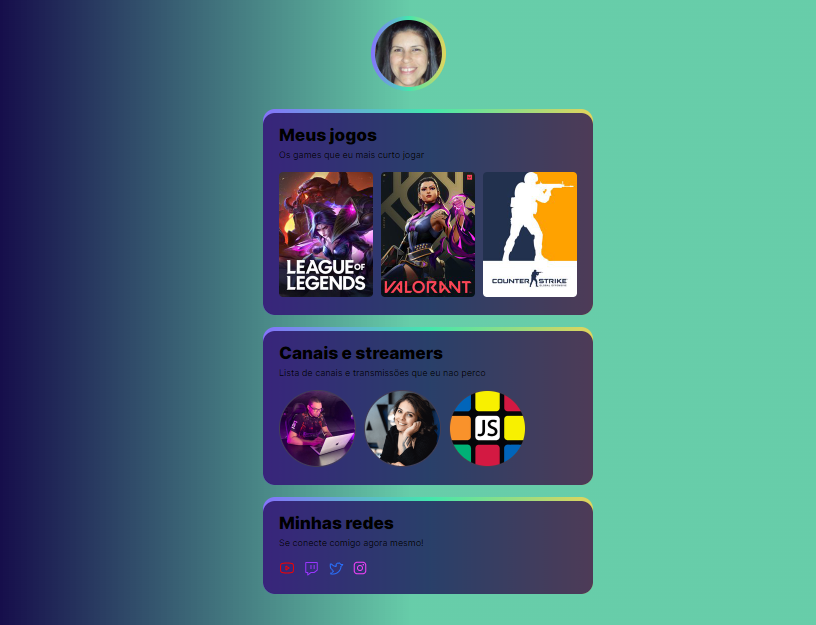 Meus jogos
Os games que eu mais curto jogar
LEAGUE OF
LEGENDS
VALORANT
COUNTER STRIKE
Canais e streamers
Lista de canais e transmissões que eu nao perco
JS
Minhas redes
Se conecte comigo agora mesmo!